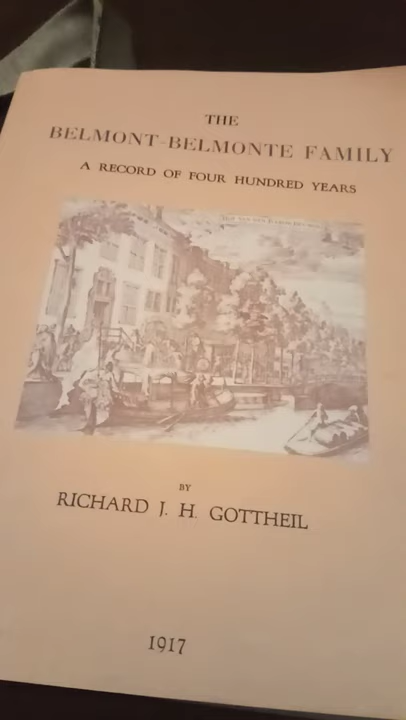 THE
BELMONT-BELMONTE FAMILY
A RECORD OF FOUR HUNDRED YEARS
BY
RICHARD J. H. GOTTHEIL
1917